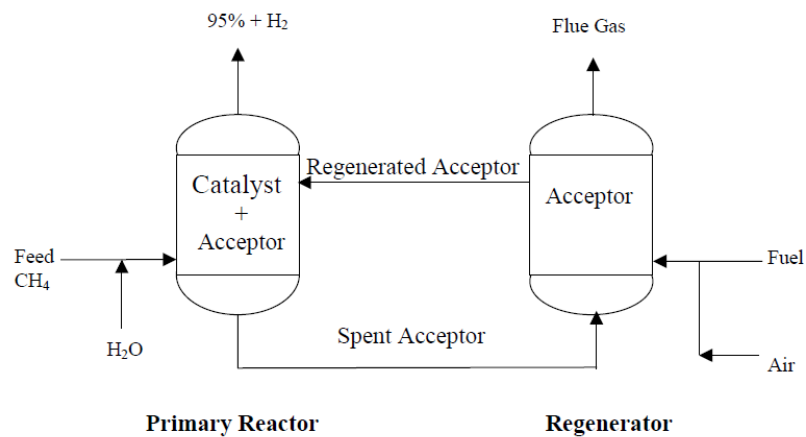 95% + H₂
Flue Gas
Regenerated Acceptor
Catalyst
+
Acceptor
Acceptor
Feed
CH₄
Fuel
H₂O
Spent Acceptor
Air
Primary Reactor
Regenerator